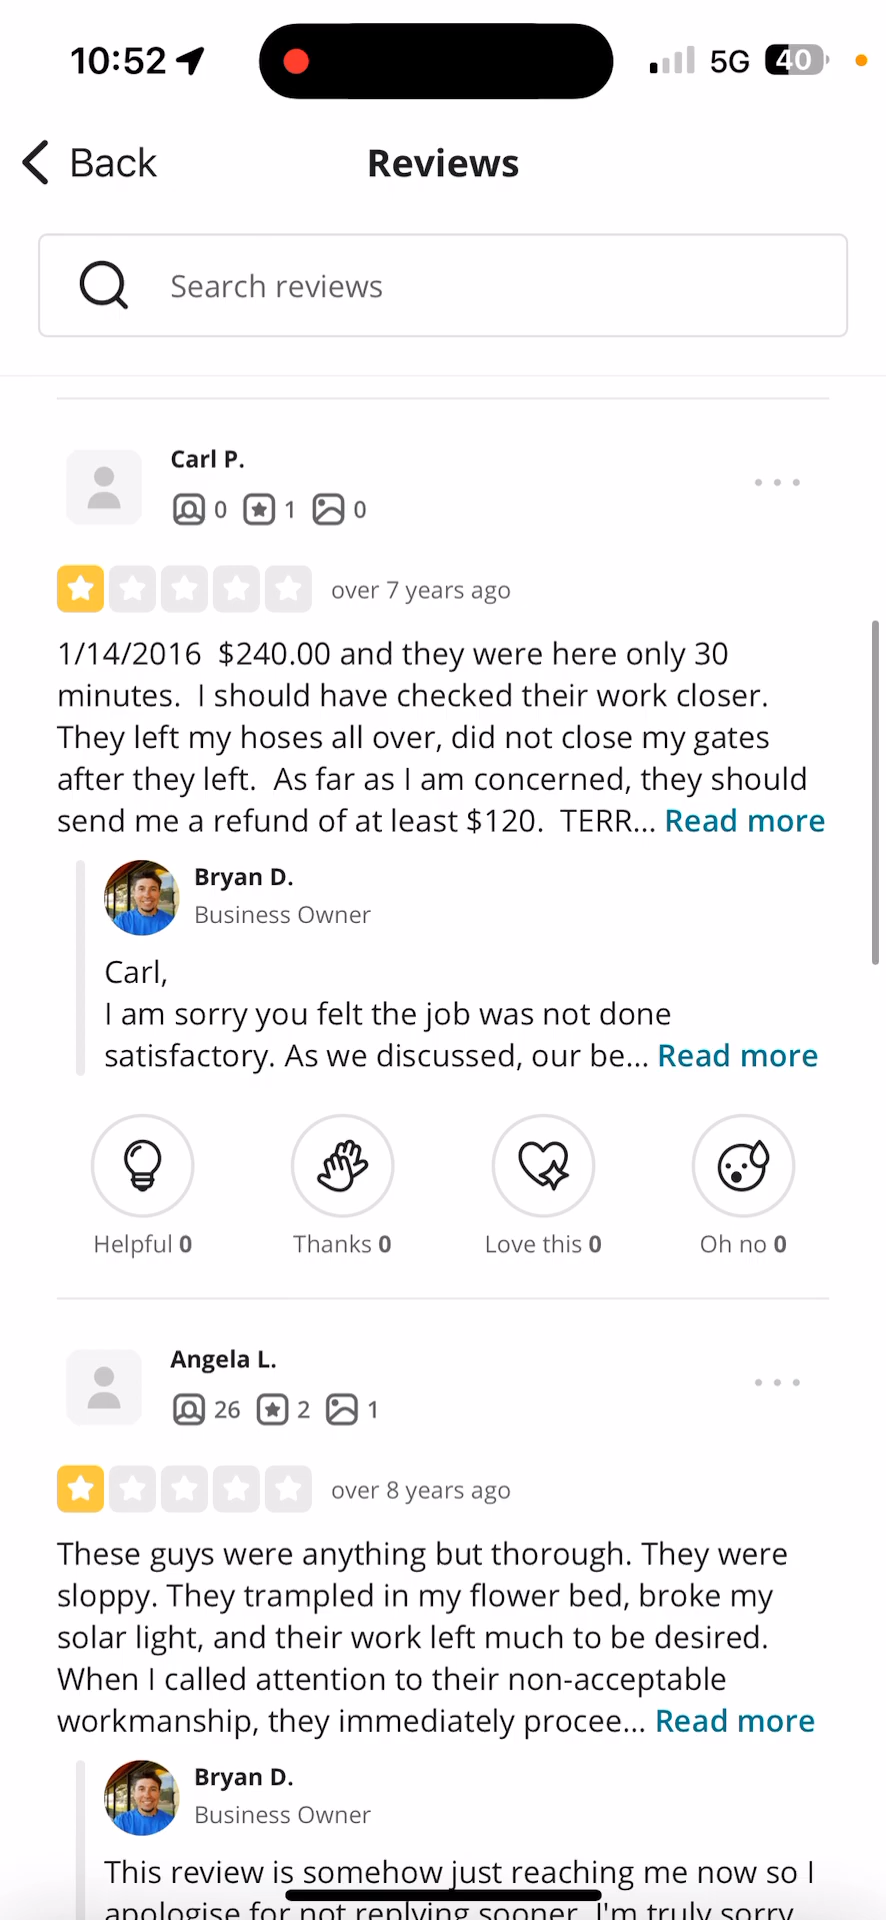 10:52
5G
40
Back
Reviews
Search reviews
Carl P.
0 1 0
over 7 years ago
1/14/2016  $240.00 and they were here only 30
minutes.  I should have checked their work closer.
They left my hoses all over, did not close my gates
after they left.  As far as I am concerned, they should
send me a refund of at least $120.  TERR... Read more
Bryan D.
Business Owner
Carl,
I am sorry you felt the job was not done
satisfactory. As we discussed, our be... Read more
Helpful 0
Thanks 0
Love this 0
Oh no 0
Angela L.
26 2 1
over 8 years ago
These guys were anything but thorough. They were
sloppy. They trampled in my flower bed, broke my
solar light, and their work left much to be desired.
When I called attention to their non-acceptable
workmanship, they immediately procee... Read more
Bryan D.
Business Owner
This review is somehow just reaching me now so I
apologise for not replying sooner. I'm truly sorry